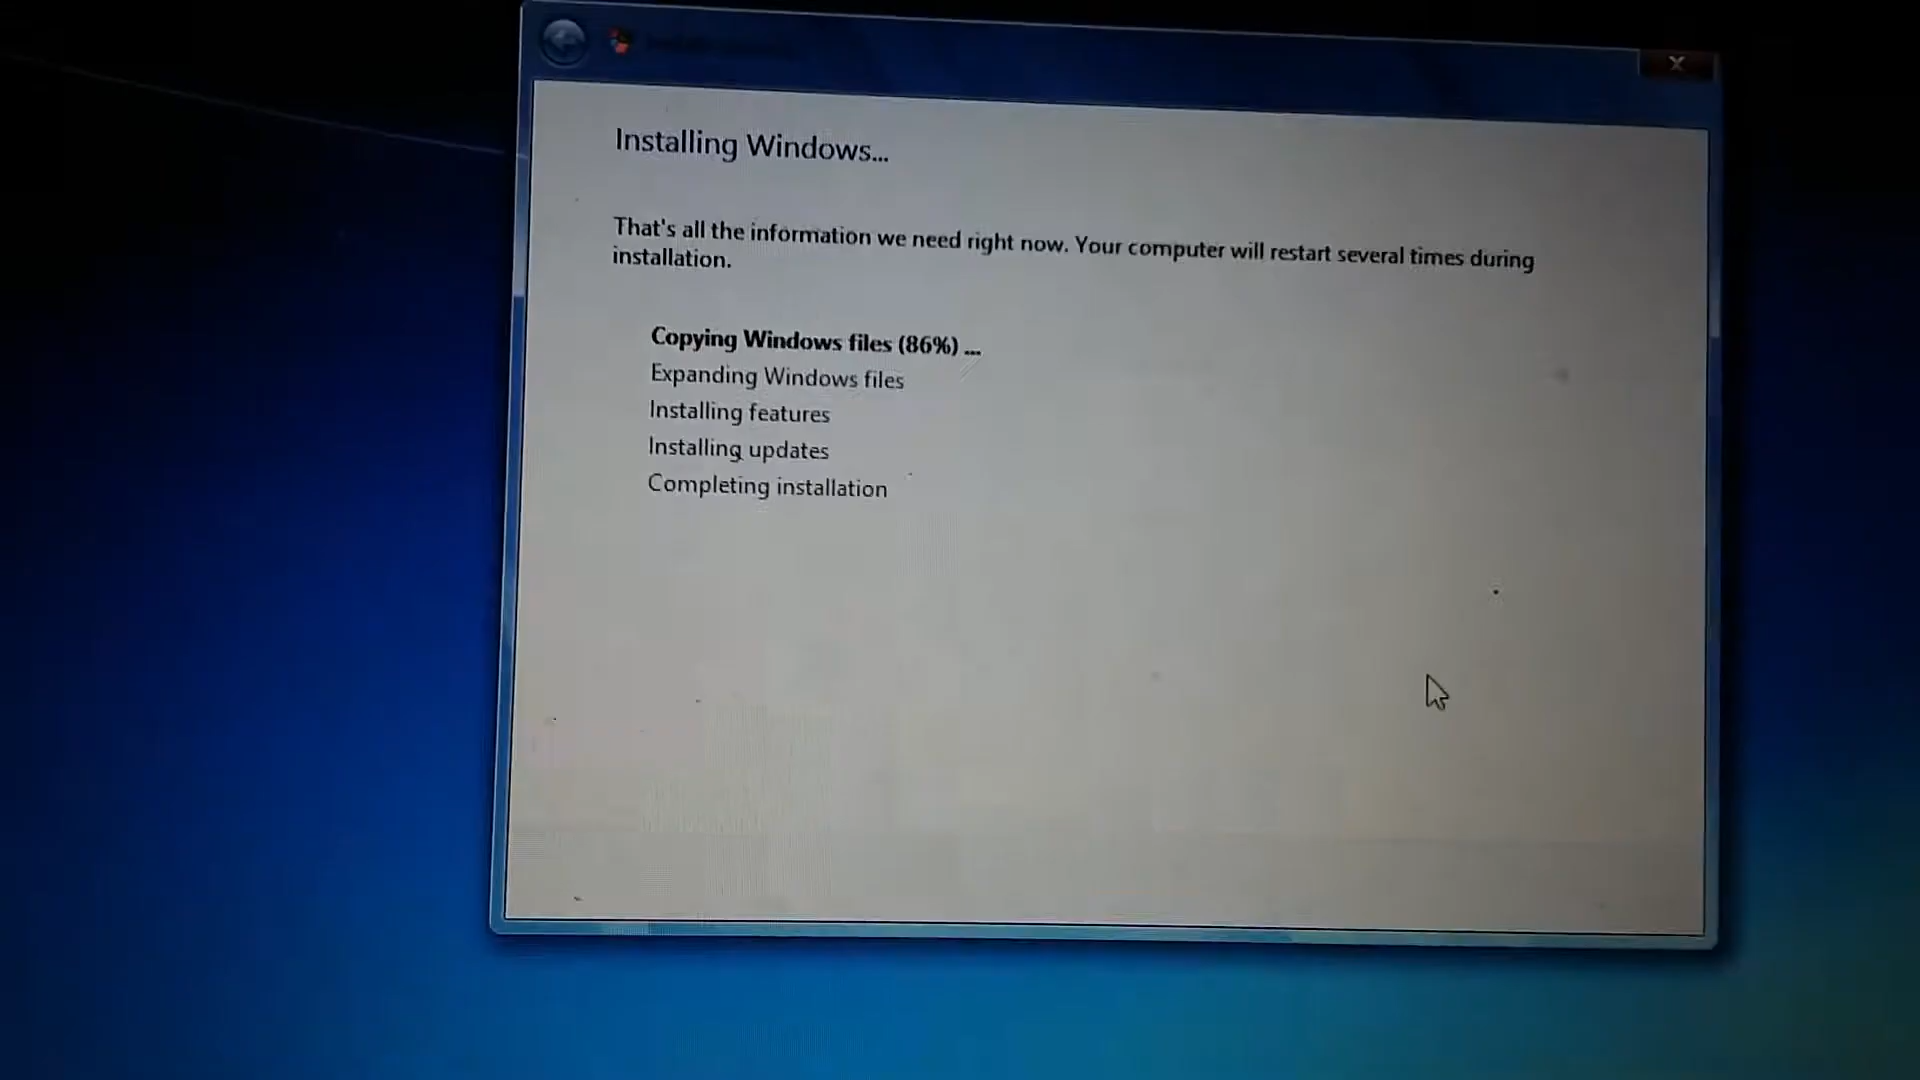 Installing Windows...
That's all the information we need right now. Your computer will restart several times during
installation.
Copying Windows files (86%) ...
Expanding Windows files
Installing features
Installing updates
Completing installation